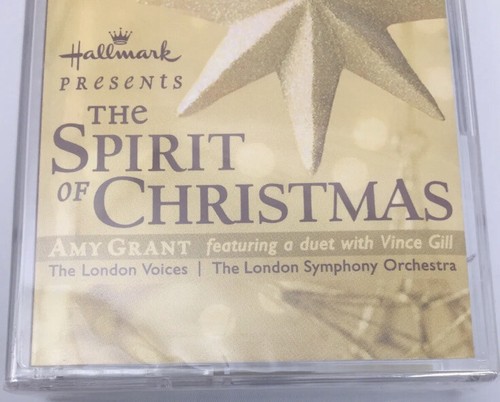 Hallmark
PRESENTS
THE
SPIRIT
OF CHRISTMAS
AMY GRANT featuring a duet with Vince Gill
The London Voices | The London Symphony Orchestra